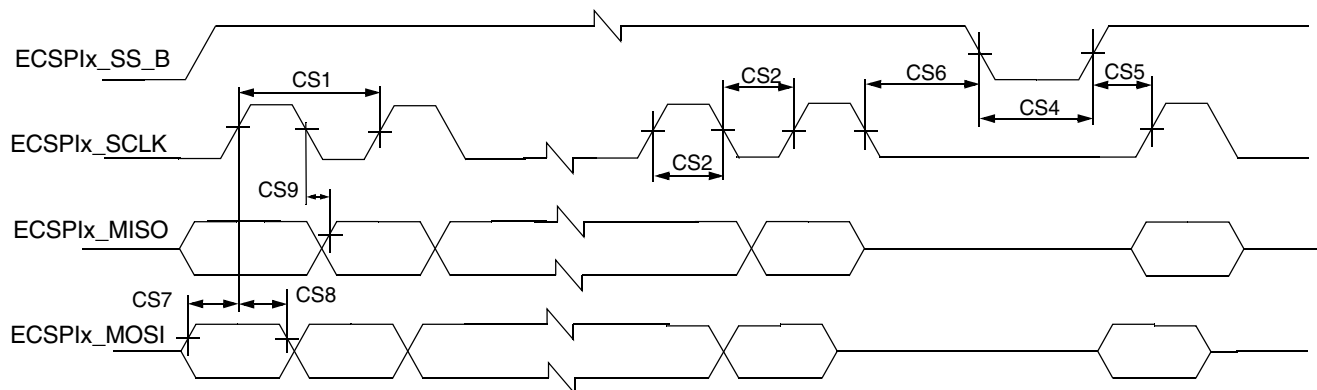 ECSPIx_SS_B
CS1
CS2
CS6
CS5
CS4
ECSPIx_SCLK
CS2
CS9
ECSPIx_MISO
CS7
CS8
ECSPIx_MOSI